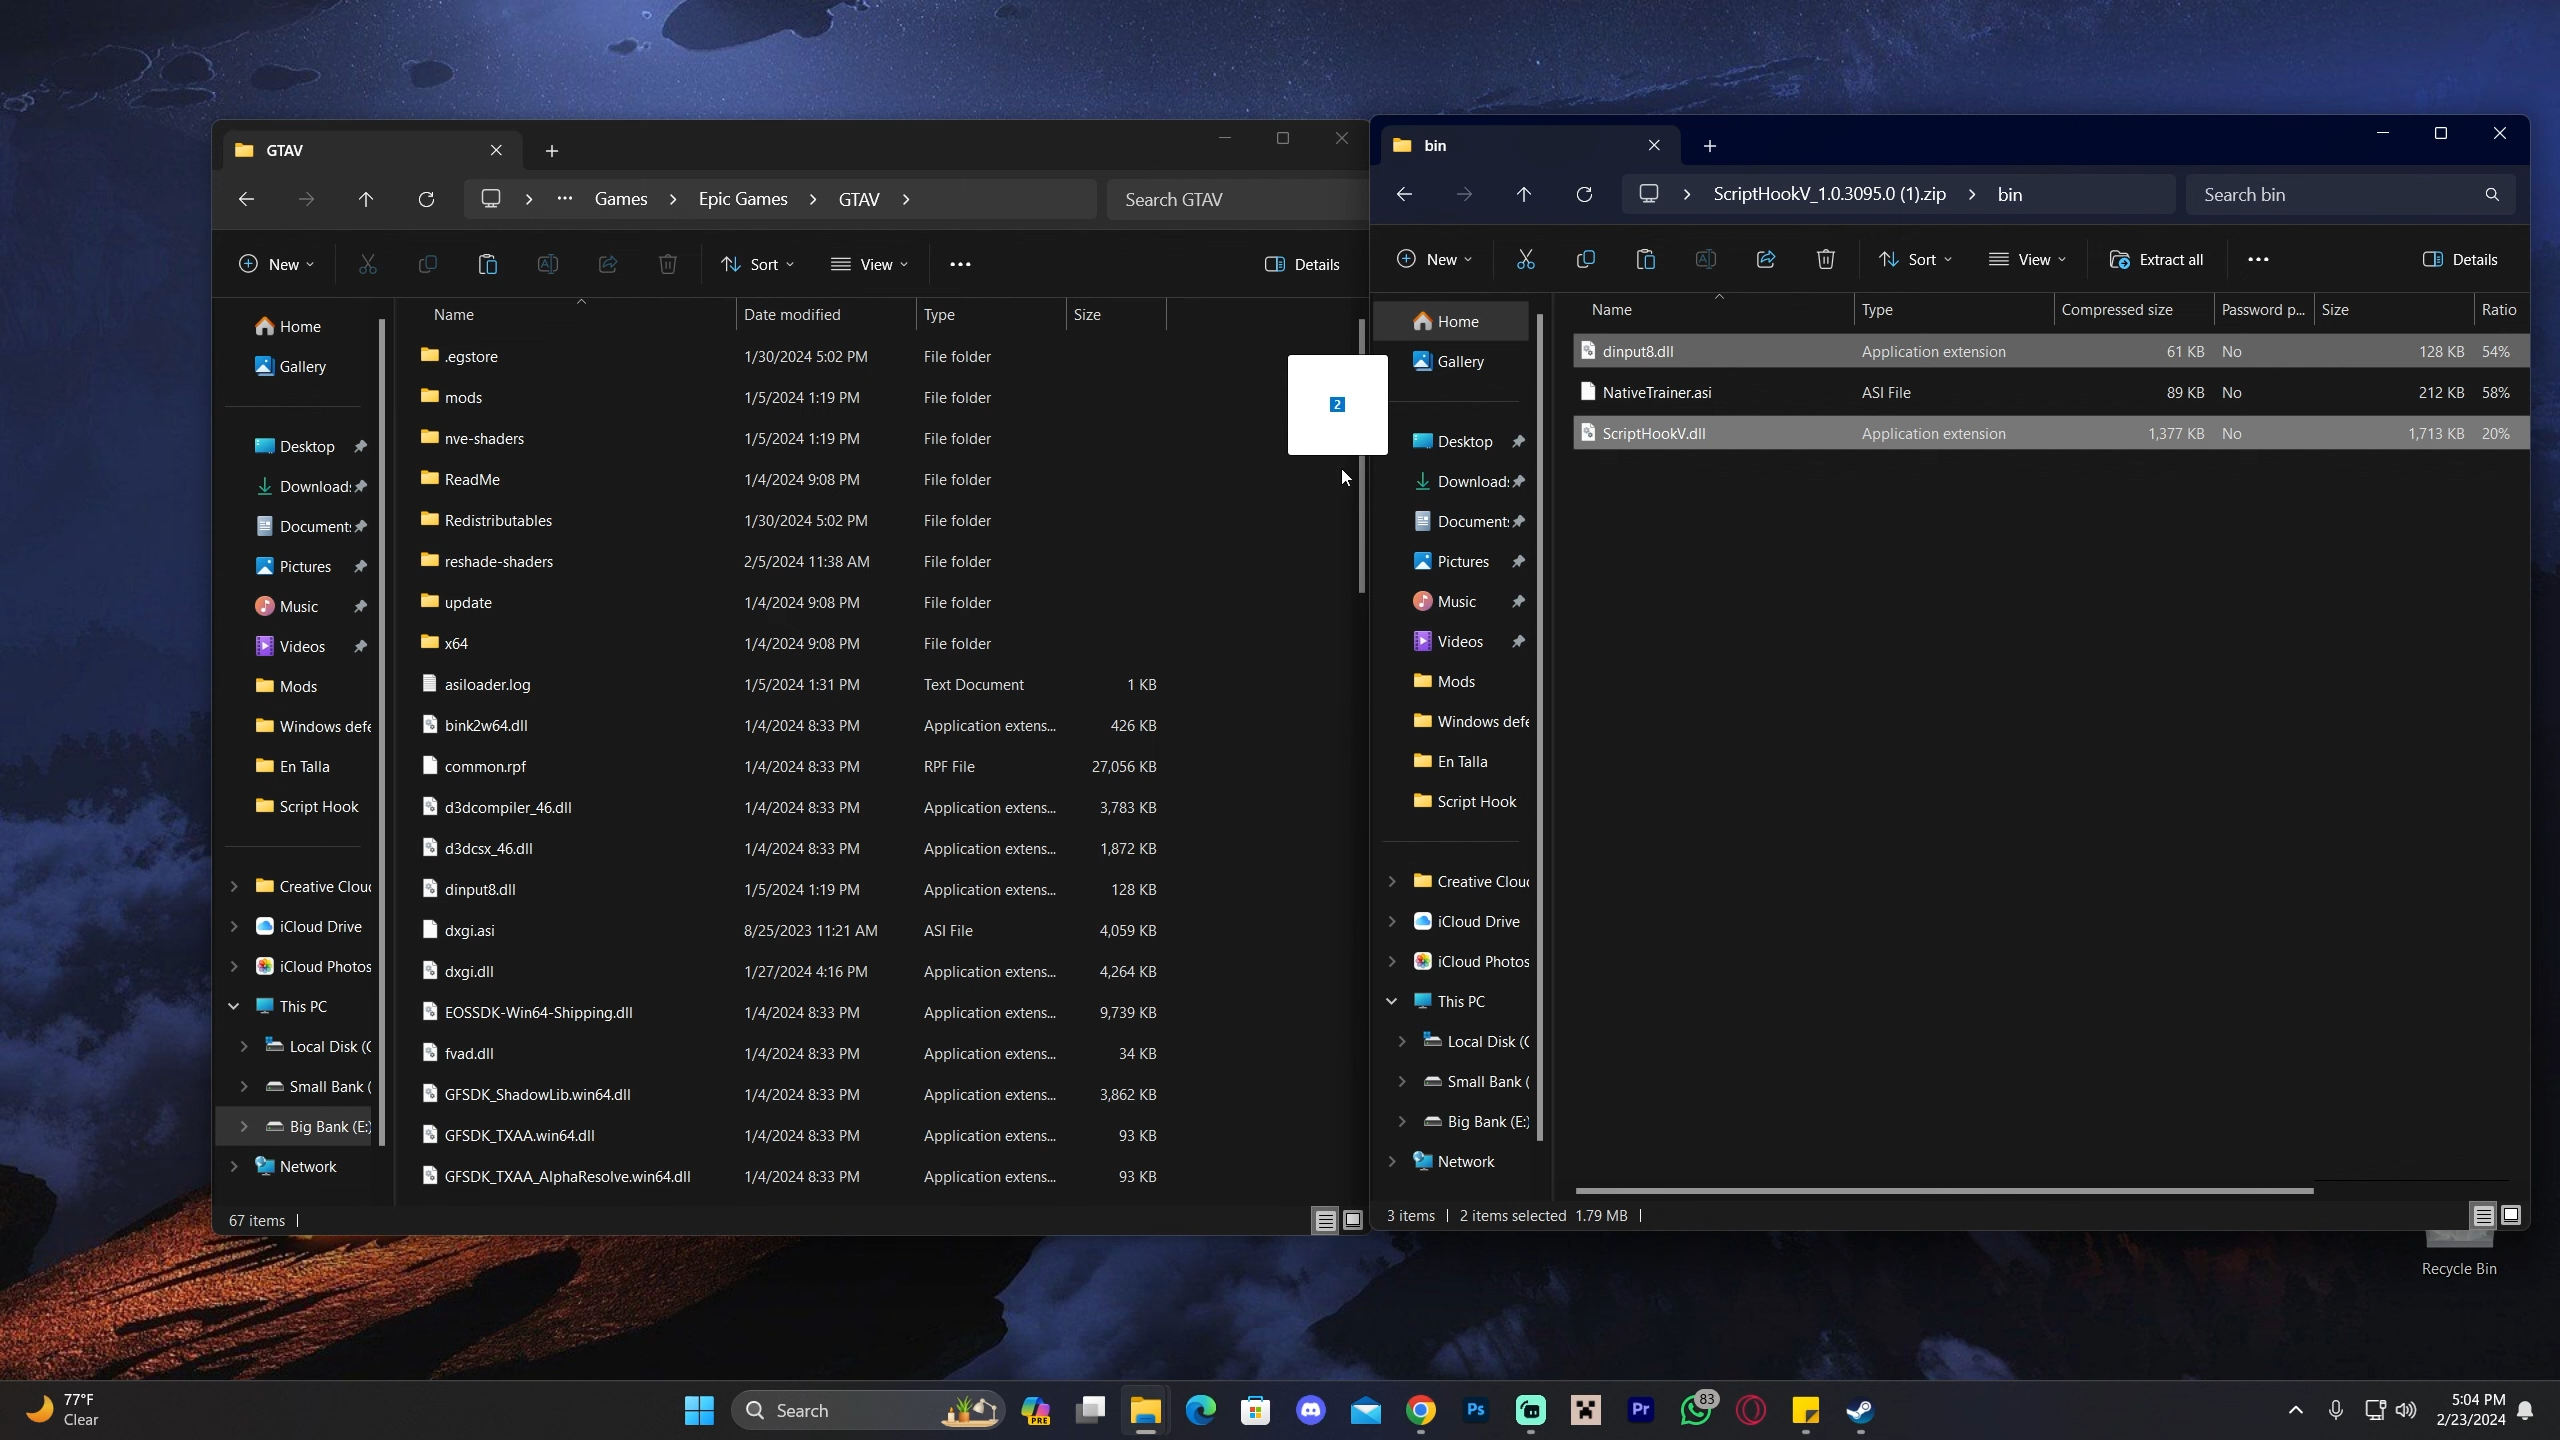 GTAV
Games
Epic Games
GTAV
Search GTAV
New
Sort
View
Details
Name
Date modified
Type
Size
Home
Gallery
Desktop
Download:
Document:
Pictures
Music
Videos
Mods
Windows defe
En Talla
Script Hook
Creative Clou
iCloud Drive
iCloud Photos
This PC
Local Disk (C
Small Bank (
Big Bank (E:)
Network
.egstore 1/30/2024 5:02 PM File folder
mods 1/5/2024 1:19 PM File folder
nve-shaders 1/5/2024 1:19 PM File folder
ReadMe 1/4/2024 9:08 PM File folder
Redistributables 1/30/2024 5:02 PM File folder
reshade-shaders 2/5/2024 11:38 AM File folder
update 1/4/2024 9:08 PM File folder
x64 1/4/2024 9:08 PM File folder
asiloader.log 1/5/2024 1:31 PM Text Document 1 KB
bink2w64.dll 1/4/2024 8:33 PM Application extens... 426 KB
common.rpf 1/4/2024 8:33 PM RPF File 27,056 KB
d3dcompiler_46.dll 1/4/2024 8:33 PM Application extens... 3,783 KB
d3dcsx_46.dll 1/4/2024 8:33 PM Application extens... 1,872 KB
dinput8.dll 1/5/2024 1:19 PM Application extens... 128 KB
dxgi.asi 8/25/2023 11:21 AM ASI File 4,059 KB
dxgi.dll 1/27/2024 4:16 PM Application extens... 4,264 KB
EOSSDK-Win64-Shipping.dll 1/4/2024 8:33 PM Application extens... 9,739 KB
fvad.dll 1/4/2024 8:33 PM Application extens... 34 KB
GFSDK_ShadowLib.win64.dll 1/4/2024 8:33 PM Application extens... 3,862 KB
GFSDK_TXAA.win64.dll 1/4/2024 8:33 PM Application extens... 93 KB
GFSDK_TXAA_AlphaResolve.win64.dll 1/4/2024 8:33 PM Application extens... 93 KB
67 items
2
bin
ScriptHookV_1.0.3095.0 (1).zip
bin
Search bin
New
Sort
View
Extract all
Details
Name
Type
Compressed size
Password p...
Size
Ratio
Home
Gallery
Desktop
Download:
Document:
Pictures
Music
Videos
Mods
Windows defe
En Talla
Script Hook
Creative Clou
iCloud Drive
iCloud Photos
This PC
Local Disk (C
Small Bank (
Big Bank (E:)
Network
dinput8.dll Application extension 61 KB No 128 KB 54%
NativeTrainer.asi ASI File 89 KB No 212 KB 58%
ScriptHookV.dll Application extension 1,377 KB No 1,713 KB 20%
3 items 2 items selected 1.79 MB
Recycle Bin
77°F
Clear
Search
PRE
Ps
Pr
83
5:04 PM
2/23/2024